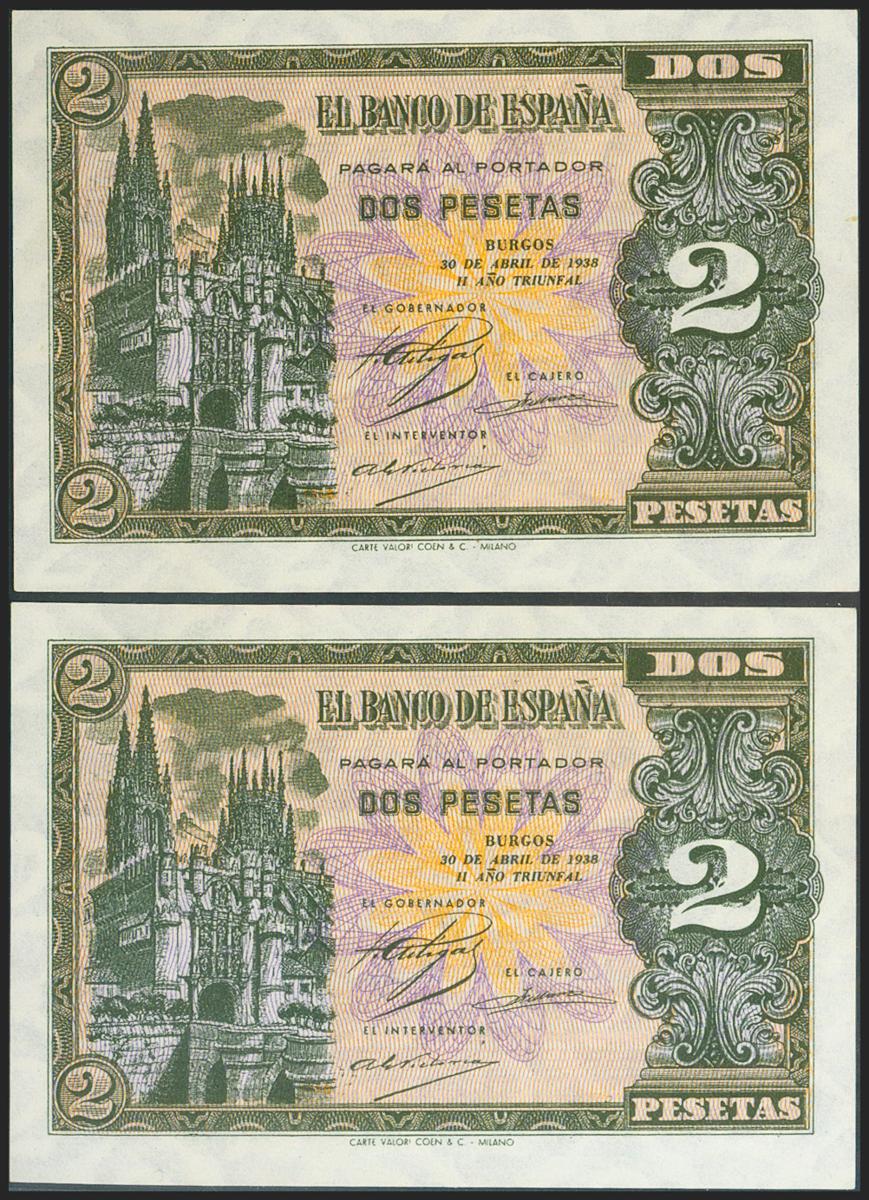 2
DOS
EL BANCO DE ESPAÑA
PAGARÁ AL PORTADOR
DOS PESETAS
BURGOS
30 DE ABRIL DE 1938
II AÑO TRIUNFAL
EL GOBERNADOR
2
EL CAJERO
EL INTERVENTOR
2
PESETAS
CARTE VALORI COEN & C. - MILANO
2
DOS
EL BANCO DE ESPAÑA
PAGARÁ AL PORTADOR
DOS PESETAS
BURGOS
30 DE ABRIL DE 1938
II AÑO TRIUNFAL
EL GOBERNADOR
2
EL CAJERO
EL INTERVENTOR
2
PESETAS
CARTE VALORI COEN & C. - MILANO